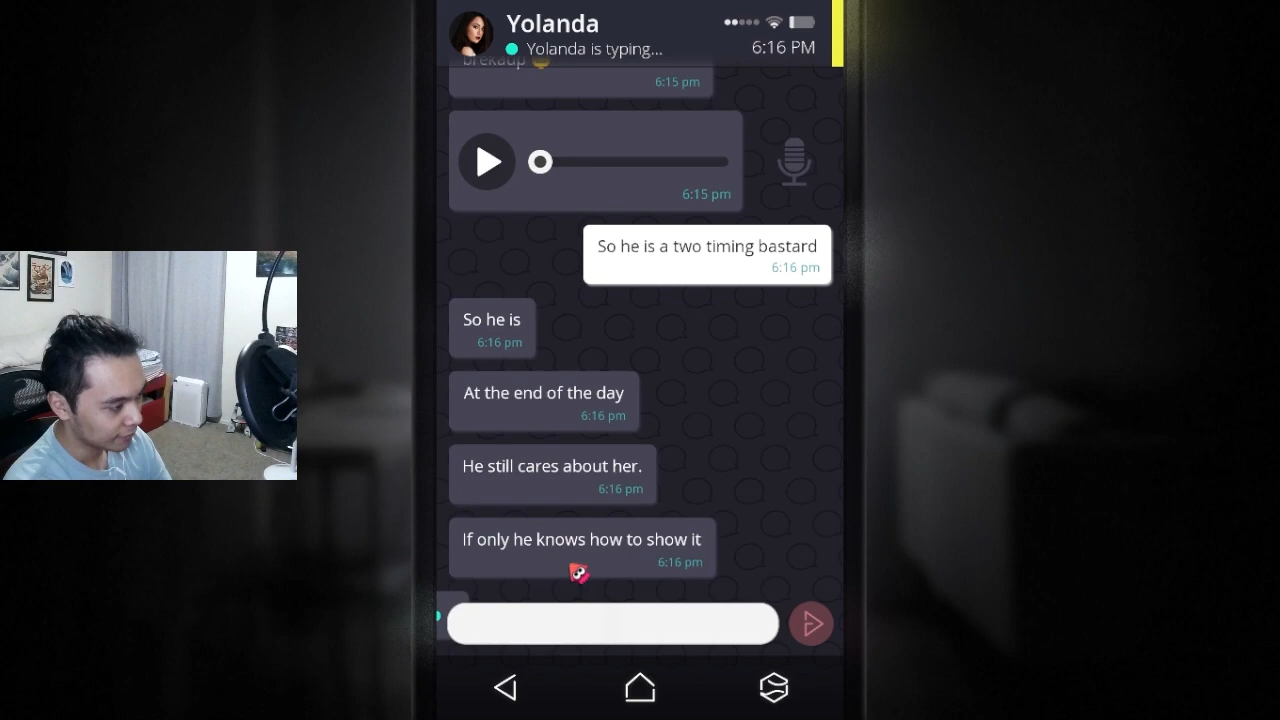 Yolanda
Yolanda is typing...
6:16 PM
brekaup
6:15 pm
6:15 pm
So he is a two timing bastard
6:16 pm
So he is
6:16 pm
At the end of the day
6:16 pm
He still cares about her.
6:16 pm
If only he knows how to show it
6:16 pm